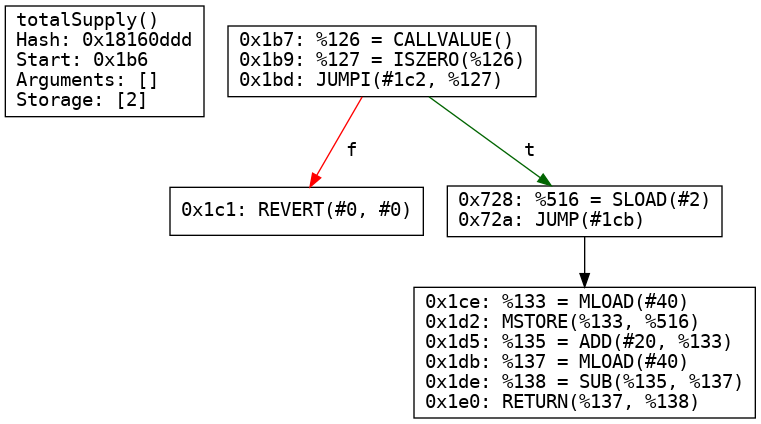 totalSupply()
Hash: 0x18160ddd
Start: 0x1b6
Arguments: []
Storage: [2]
0x1b7: %126 = CALLVALUE()
0x1b9: %127 = ISZERO(%126)
0x1bd: JUMPI(#1c2, %127)
f
t
0x1c1: REVERT(#0, #0)
0x728: %516 = SLOAD(#2)
0x72a: JUMP(#1cb)
0x1ce: %133 = MLOAD(#40)
0x1d2: MSTORE(%133, %516)
0x1d5: %135 = ADD(#20, %133)
0x1db: %137 = MLOAD(#40)
0x1de: %138 = SUB(%135, %137)
0x1e0: RETURN(%137, %138)